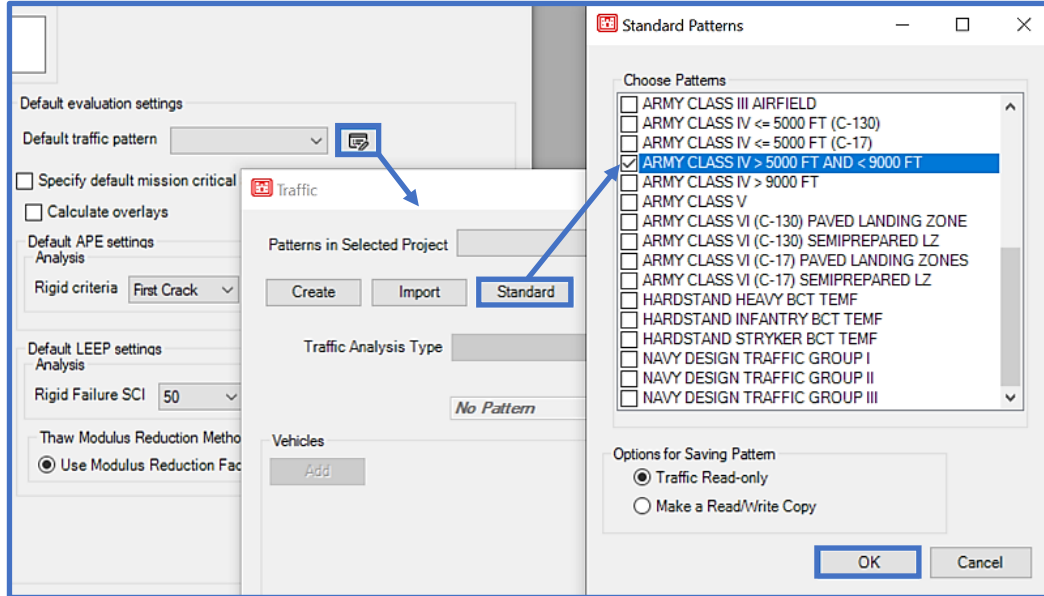 Default evaluation settings
Default traffic pattern
Specify default mission critical
Calculate overlays
Default APE settings
Analysis
Rigid criteria First Crack
Default LEEP settings
Analysis
Rigid Failure SCI 50
Thaw Modulus Reduction Metho
Use Modulus Reduction Fac
Traffic
Patterns in Selected Project
Create Import Standard
Traffic Analysis Type
No Pattern
Vehicles
Add
Standard Patterns
Choose Patterns
ARMY CLASS III AIRFIELD
ARMY CLASS IV <= 5000 FT (C-130)
ARMY CLASS IV <= 5000 FT (C-17)
ARMY CLASS IV > 5000 FT AND < 9000 FT
ARMY CLASS IV > 9000 FT
ARMY CLASS V
ARMY CLASS VI (C-130) PAVED LANDING ZONE
ARMY CLASS VI (C-130) SEMIPREPARED LZ
ARMY CLASS VI (C-17) PAVED LANDING ZONES
ARMY CLASS VI (C-17) SEMIPREPARED LZ
HARDSTAND HEAVY BCT TEMF
HARDSTAND INFANTRY BCT TEMF
HARDSTAND STRYKER BCT TEMF
NAVY DESIGN TRAFFIC GROUP I
NAVY DESIGN TRAFFIC GROUP II
NAVY DESIGN TRAFFIC GROUP III
Options for Saving Pattern
Traffic Read-only
Make a Read/Write Copy
OK Cancel